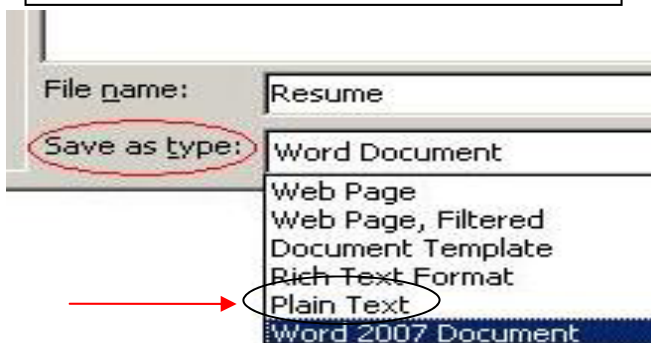 File name:
Resume
Save as type:
Word Document
Web Page
Web Page, Filtered
Document Template
Rich Text Format
Plain Text
Word 2007 Document